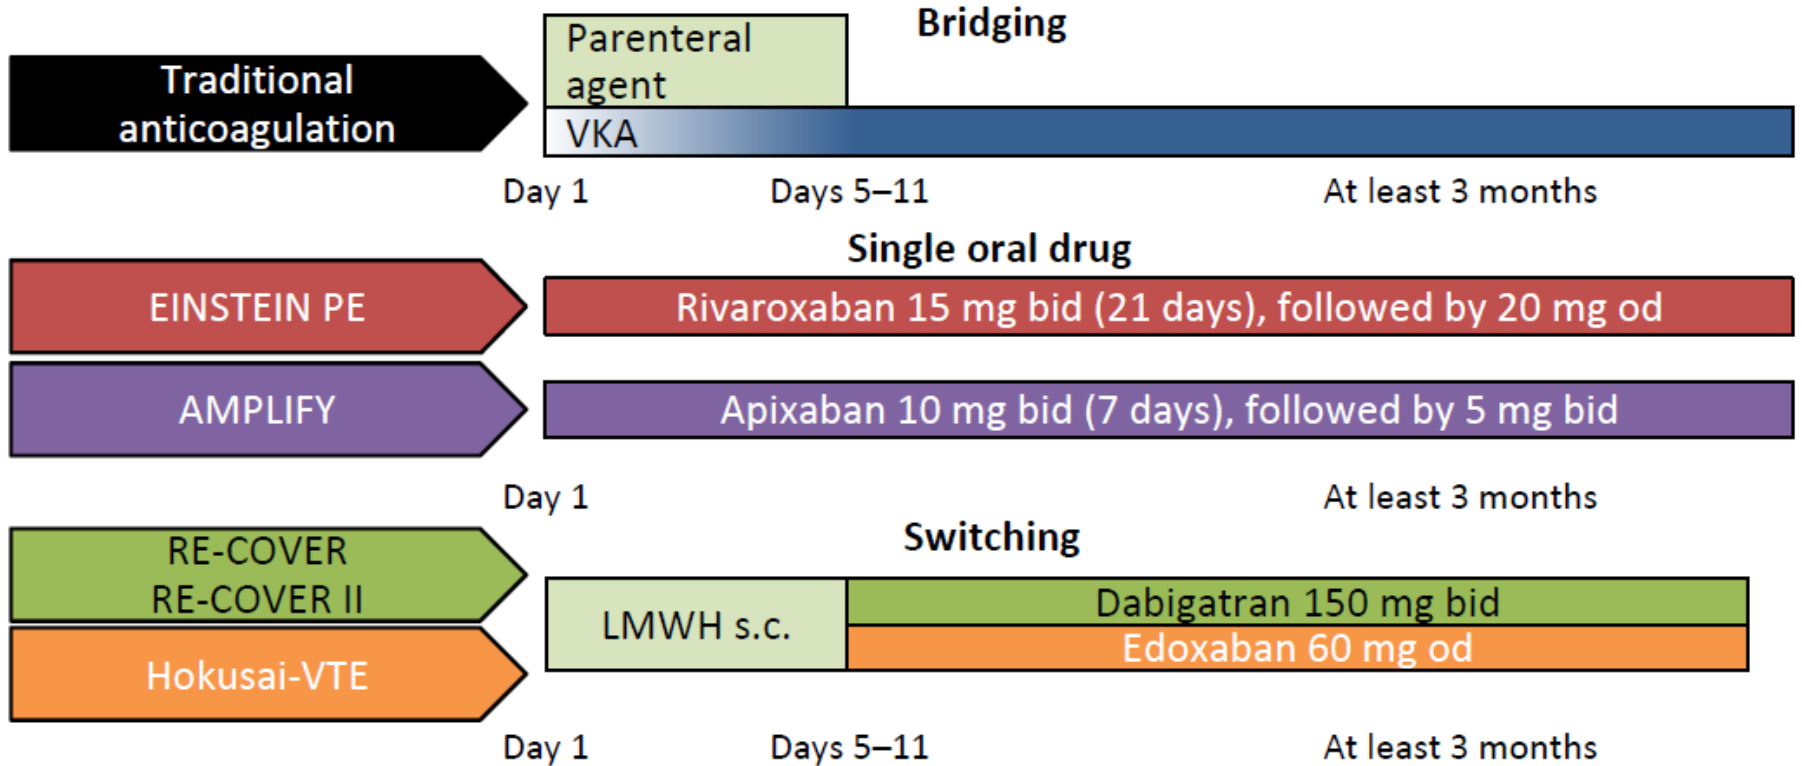 Bridging
Parenteral
agent
Traditional
anticoagulation
VKA
Day 1
Days 5–11
At least 3 months
Single oral drug
EINSTEIN PE
Rivaroxaban 15 mg bid (21 days), followed by 20 mg od
AMPLIFY
Apixaban 10 mg bid (7 days), followed by 5 mg bid
Day 1
At least 3 months
Switching
RE-COVER
RE-COVER II
Hokusai-VTE
LMWH s.c.
Dabigatran 150 mg bid
Edoxaban 60 mg od
Day 1
Days 5–11
At least 3 months